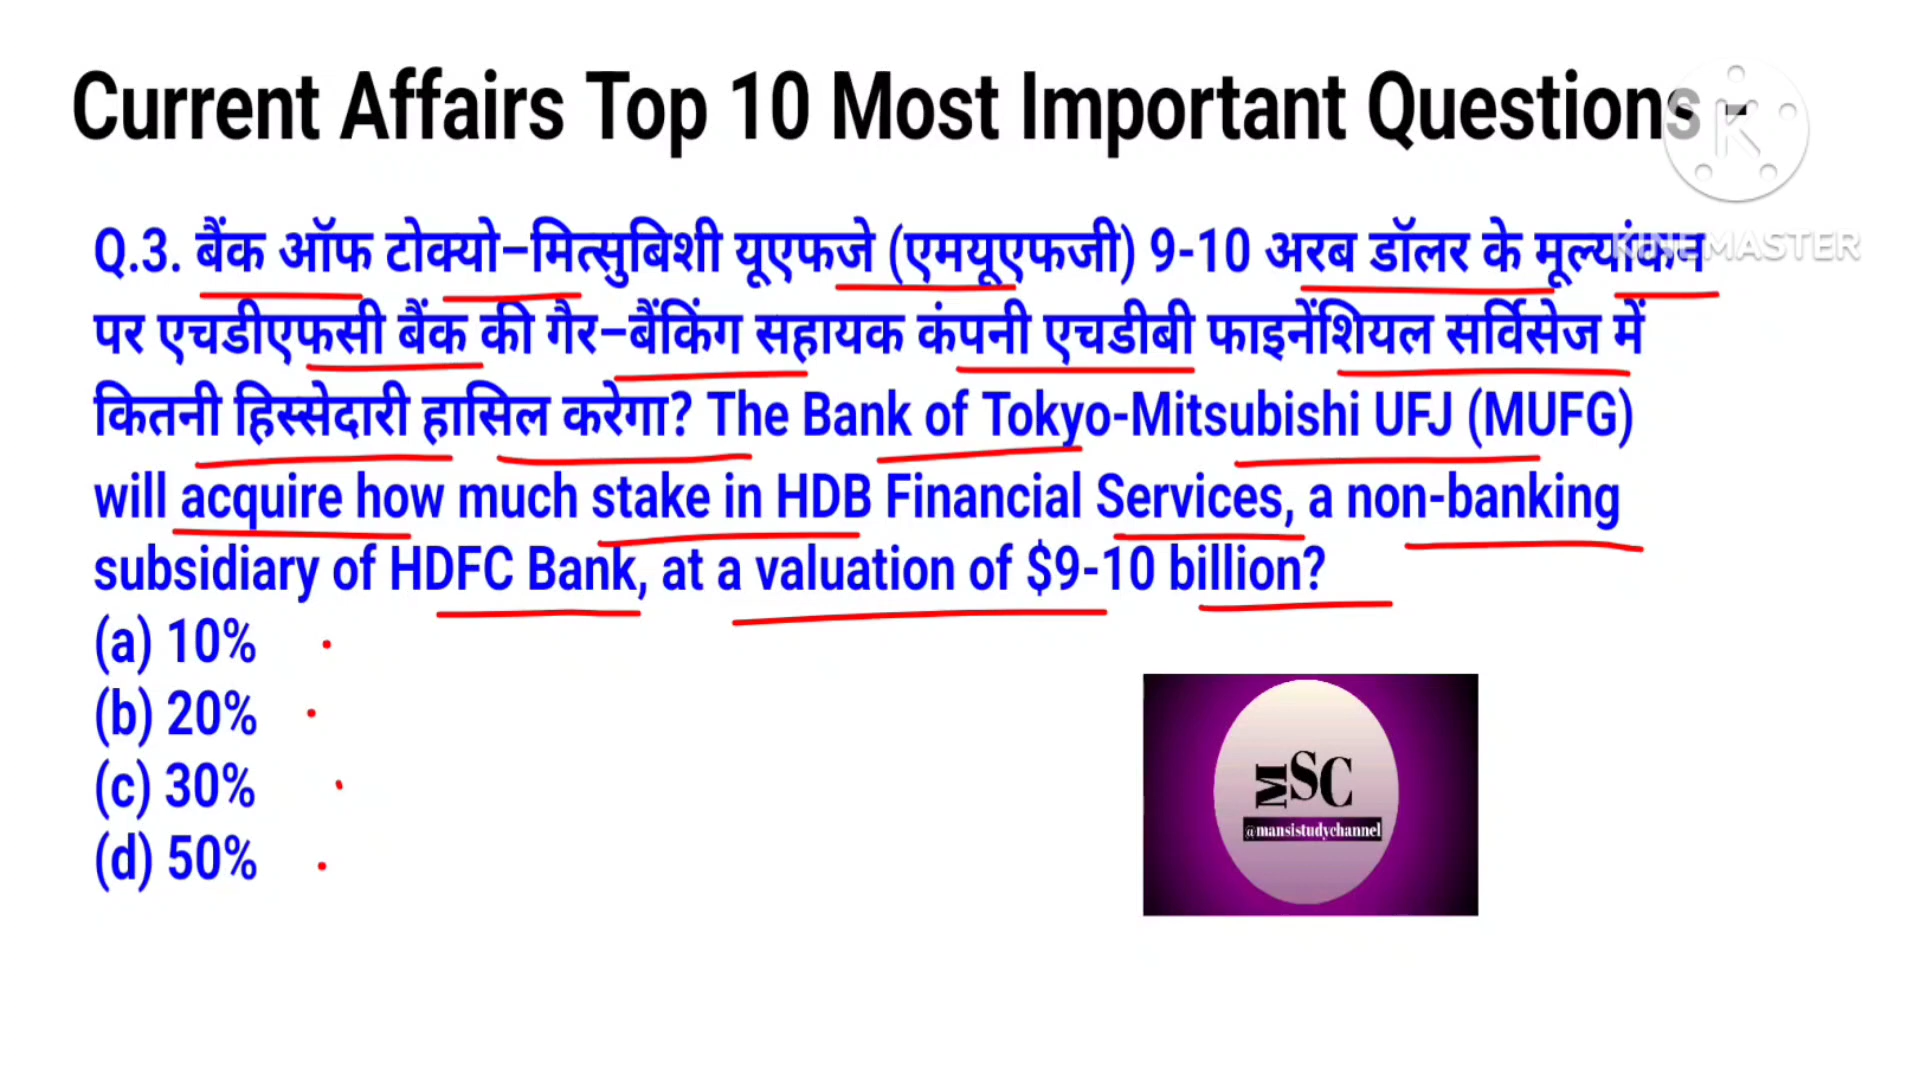 Current Affairs Top 10 Most Important Questions -
Q.3. बैंक ऑफ टोक्यो-मित्सुबिशी यूएफजे (एमयूएफजी) 9-10 अरब डॉलर के मूल्यांकन
KINEMASTER
पर एचडीएफसी बैंक की गैर-बैंकिंग सहायक कंपनी एचडीबी फाइनेंशियल सर्विसेज में
कितनी हिस्सेदारी हासिल करेगा? The Bank of Tokyo-Mitsubishi UFJ (MUFG)
will acquire how much stake in HDB Financial Services, a non-banking
subsidiary of HDFC Bank, at a valuation of $9-10 billion?
(a) 10%
(b) 20%
(c) 30%
(d) 50%
MSC
@mansistudychannel